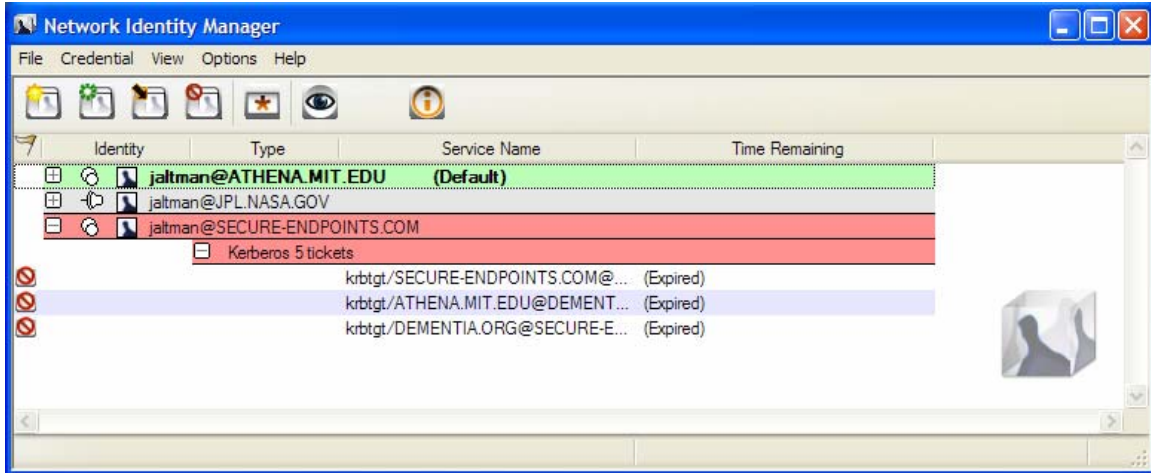 Network Identity Manager
File Credential View Options Help
Identity Type Service Name Time Remaining
jaltman@ATHENA.MIT.EDU (Default)
jaltman@JPL.NASA.GOV
jaltman@SECURE-ENDPOINTS.COM
Kerberos 5 tickets
krbtgt/SECURE-ENDPOINTS.COM@... (Expired)
krbtgt/ATHENA.MIT.EDU@DEMENT... (Expired)
krbtgt/DEMENTIA.ORG@SECURE-E... (Expired)